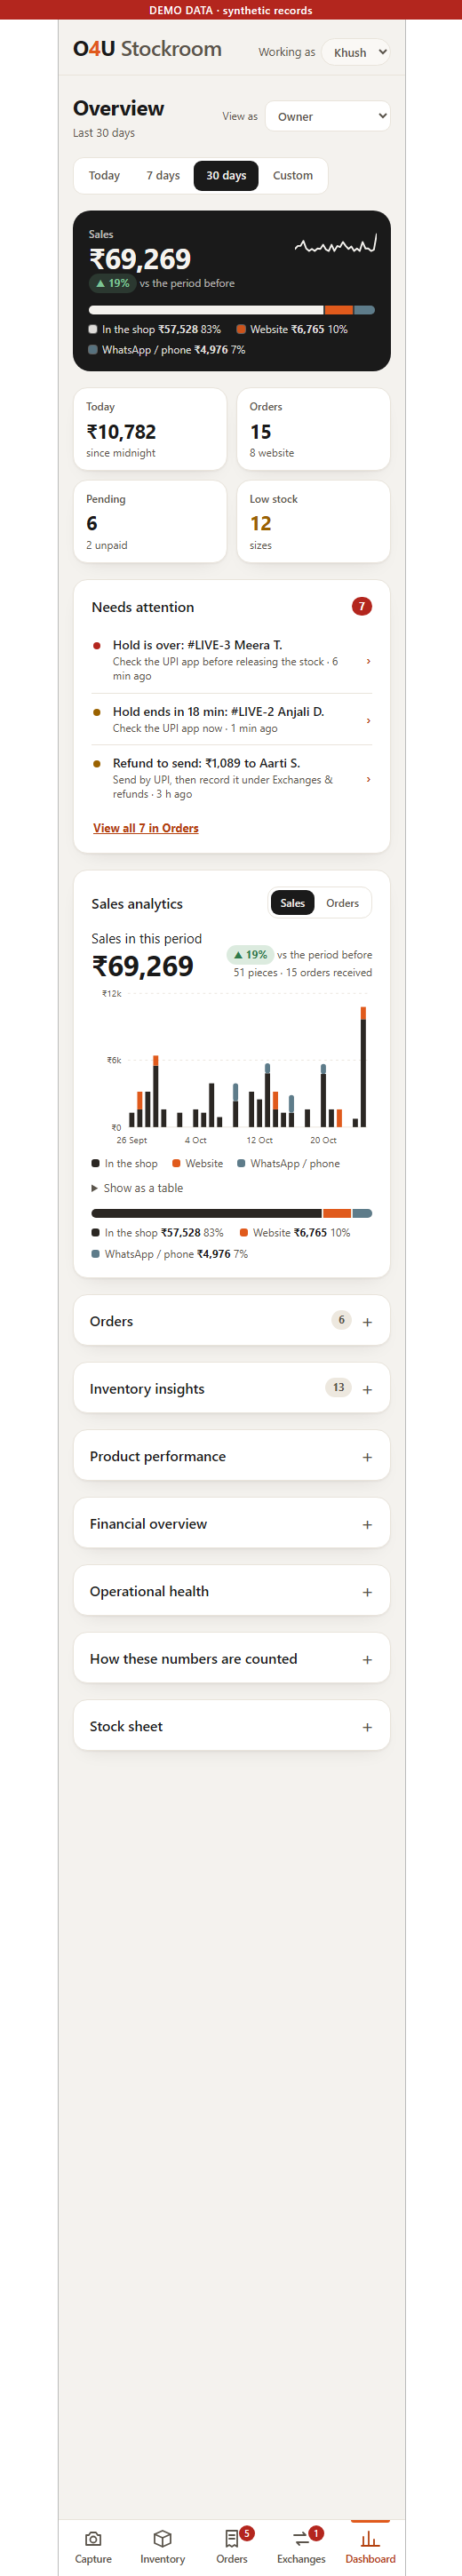 DEMO DATA · synthetic records
O4U Stockroom
Working as Khush
Overview
Last 30 days
View as Owner
Today 7 days 30 days Custom
Sales
₹69,269
▲ 19% vs the period before
In the shop ₹57,528 83% Website ₹6,765 10%
WhatsApp / phone ₹4,976 7%
Today
₹10,782
since midnight
Orders
15
8 website
Pending
6
2 unpaid
Low stock
12
sizes
Needs attention 7
Hold is over: #LIVE-3 Meera T.
Check the UPI app before releasing the stock · 6
min ago
Hold ends in 18 min: #LIVE-2 Anjali D.
Check the UPI app now · 1 min ago
Refund to send: ₹1,089 to Aarti S.
Send by UPI, then record it under Exchanges &
refunds · 3 h ago
View all 7 in Orders
Sales analytics
Sales Orders
Sales in this period
₹69,269
▲ 19% vs the period before
51 pieces · 15 orders received
₹12k
₹6k
₹0
26 Sept 4 Oct 12 Oct 20 Oct
In the shop Website WhatsApp / phone
▶ Show as a table
In the shop ₹57,528 83% Website ₹6,765 10%
WhatsApp / phone ₹4,976 7%
Orders 6 +
Inventory insights 13 +
Product performance +
Financial overview +
Operational health +
How these numbers are counted +
Stock sheet +
5 1
Capture Inventory Orders Exchanges Dashboard